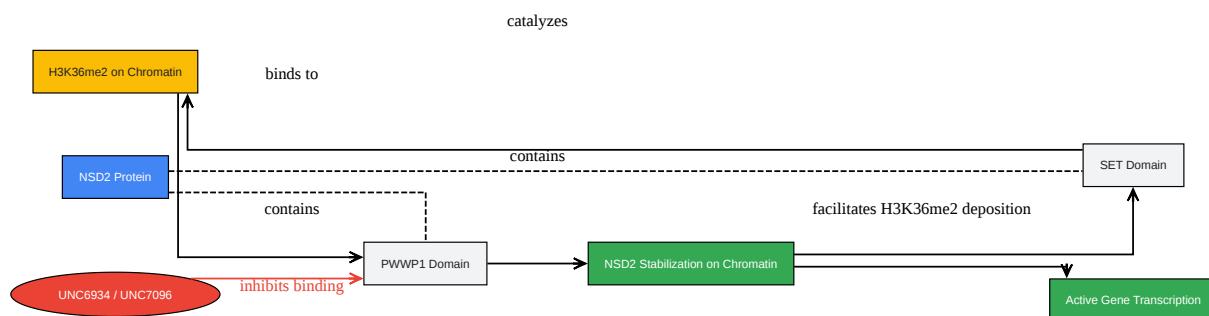 catalyzes
H3K36me2 on Chromatin
binds to
contains
SET Domain
NSD2 Protein
contains
facilitates H3K36me2 deposition
PWWP1 Domain
NSD2 Stabilization on Chromatin
inhibits binding
UNC6934 / UNC7096
Active Gene Transcription